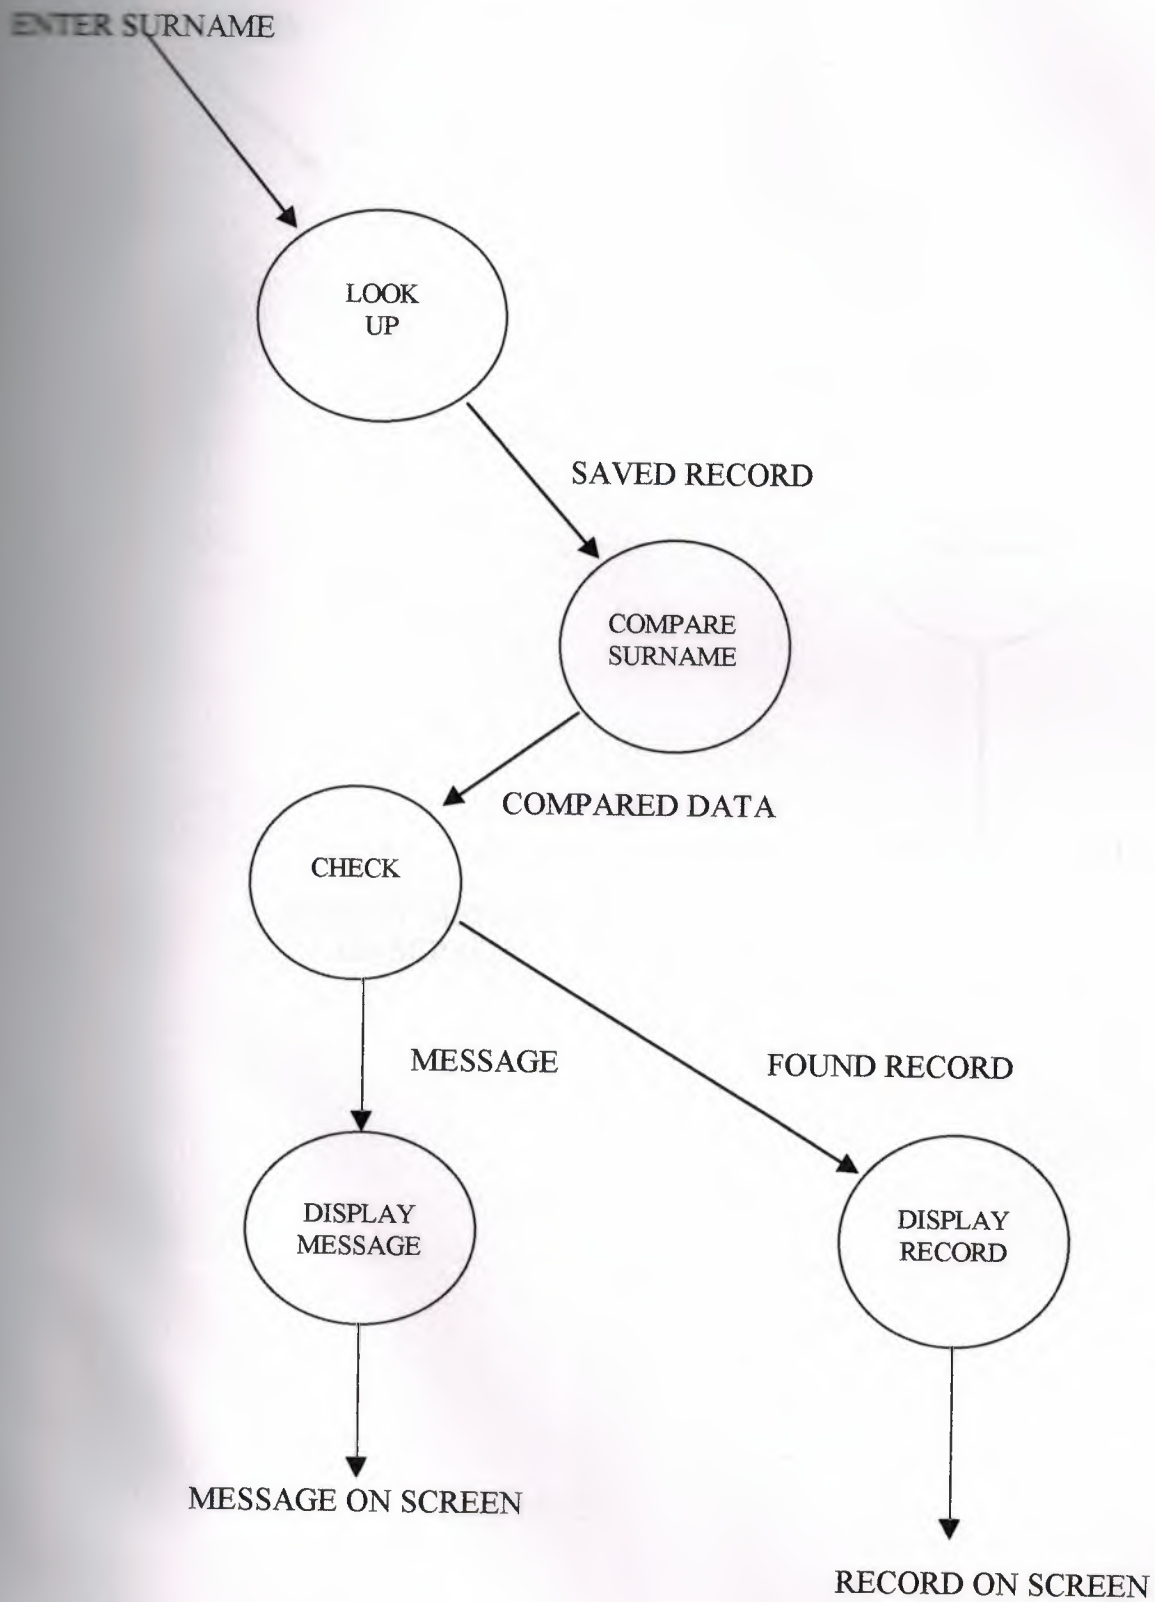 ENTER SURNAME
LOOK
UP
SAVED RECORD
COMPARE
SURNAME
COMPARED DATA
CHECK
MESSAGE
FOUND RECORD
DISPLAY
MESSAGE
DISPLAY
RECORD
MESSAGE ON SCREEN
RECORD ON SCREEN